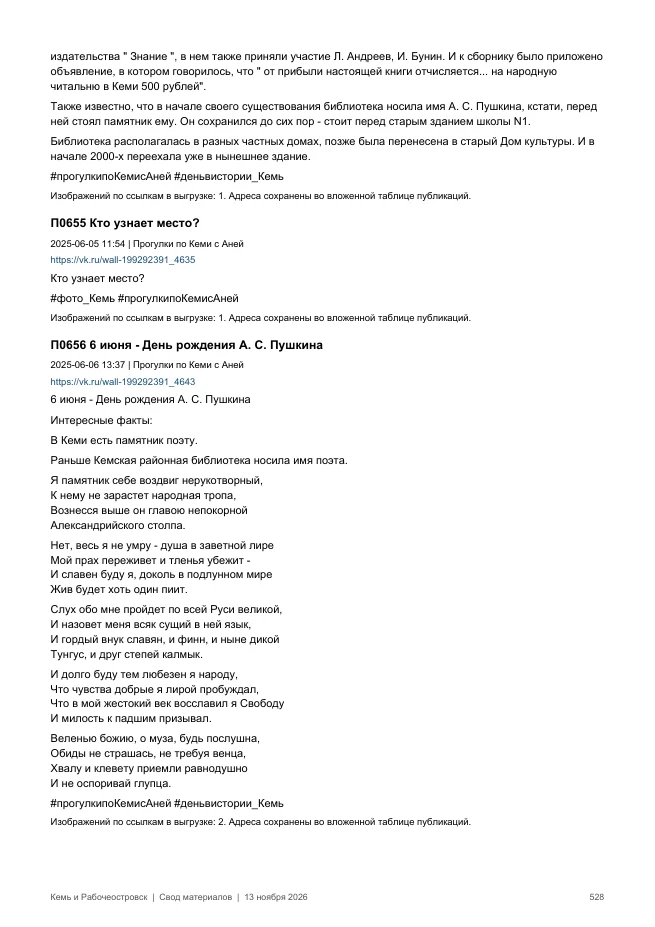 издательства " Знание ", в нем также приняли участие Л. Андреев, И. Бунин. И к сборнику было приложено
объявление, в котором говорилось, что " от прибыли настоящей книги отчисляется... на народную
читальню в Кеми 500 рублей".
Также известно, что в начале своего существования библиотека носила имя А. С. Пушкина, кстати, перед
ней стоял памятник ему. Он сохранился до сих пор - стоит перед старым зданием школы N1.
Библиотека располагалась в разных частных домах, позже была перенесена в старый Дом культуры. И в
начале 2000-х переехала уже в нынешнее здание.
#прогулкипоКемисАней #деньвистории_Кемь
Изображений по ссылкам в выгрузке: 1. Адреса сохранены во вложенной таблице публикаций.
П0655 Кто узнает место?
2025-06-05 11:54 | Прогулки по Кеми с Аней
https://vk.ru/wall-199292391_4635
Кто узнает место?
#фото_Кемь #прогулкипоКемисАней
Изображений по ссылкам в выгрузке: 1. Адреса сохранены во вложенной таблице публикаций.
П0656 6 июня - День рождения А. С. Пушкина
2025-06-06 13:37 | Прогулки по Кеми с Аней
https://vk.ru/wall-199292391_4643
6 июня - День рождения А. С. Пушкина
Интересные факты:
В Кеми есть памятник поэту.
Раньше Кемская районная библиотека носила имя поэта.
Я памятник себе воздвиг нерукотворный,
К нему не зарастет народная тропа,
Вознесся выше он главою непокорной
Александрийского столпа.
Нет, весь я не умру - душа в заветной лире
Мой прах переживет и тленья убежит -
И славен буду я, доколь в подлунном мире
Жив будет хоть один пиит.
Слух обо мне пройдет по всей Руси великой,
И назовет меня всяк сущий в ней язык,
И гордый внук славян, и финн, и ныне дикой
Тунгус, и друг степей калмык.
И долго буду тем любезен я народу,
Что чувства добрые я лирой пробуждал,
Что в мой жестокий век восславил я Свободу
И милость к падшим призывал.
Веленью божию, о муза, будь послушна,
Обиды не страшась, не требуя венца,
Хвалу и клевету приемли равнодушно
И не оспоривай глупца.
#прогулкипоКемисАней #деньвистории_Кемь
Изображений по ссылкам в выгрузке: 2. Адреса сохранены во вложенной таблице публикаций.
Кемь и Рабочеостровск | Свод материалов | 13 ноября 2026 528